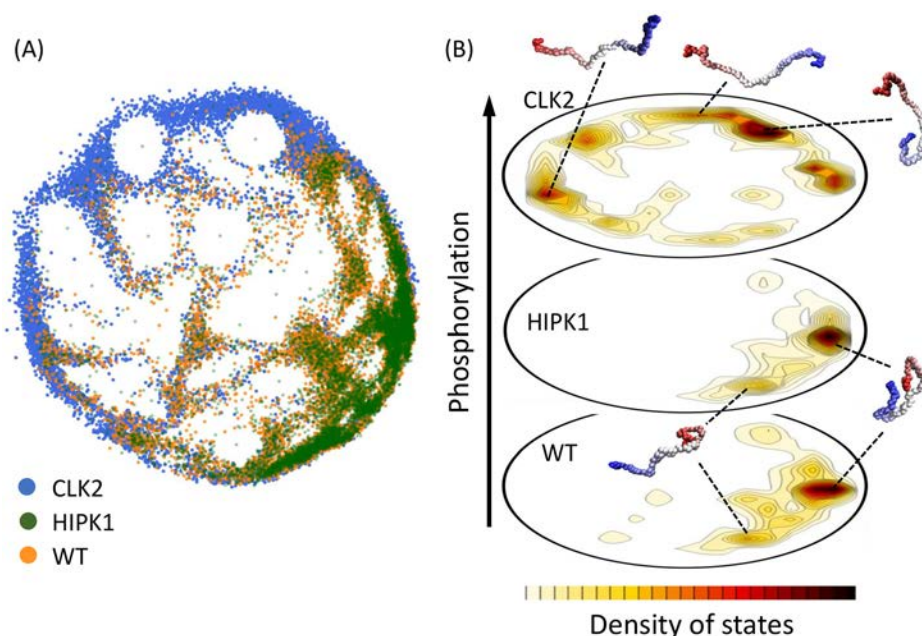 (A)
CLK2
HIPK1
WT
(B)
Phosphorylation
CLK2
HIPK1
WT
Density of states